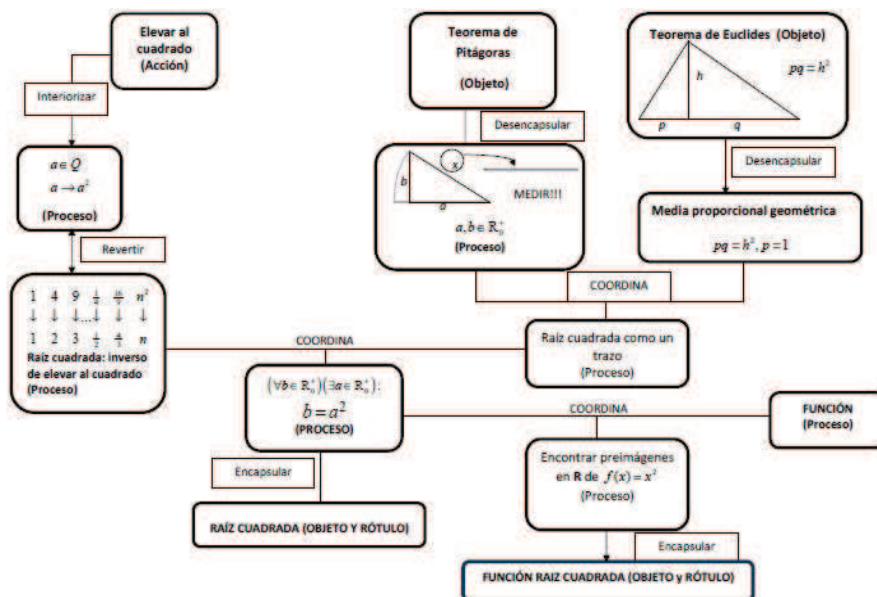 Elevar al
cuadrado
(Acción)
Interiorizar
a ∈ Q
a → a²
(Proceso)
Revertir
1 4 9 1/4 16/9 n²
↓ ↓ ↓...↓ ↓ ↓
1 2 3 1/2 4/3 n
Raíz cuadrada: inverso
de elevar al cuadrado
(Proceso)
Teorema de
Pitágoras
(Objeto)
Desencapsular
x
b
MEDIR!!!
a
a, b ∈ ℝ₀⁺
(Proceso)
Teorema de Euclides (Objeto)
h
pq = h²
p
q
Desencapsular
Media proporcional geométrica
pq = h², p = 1
COORDINA
Raíz cuadrada como un
trazo
(Proceso)
COORDINA
(∀b ∈ ℝ₀⁺)(∃a ∈ ℝ₀⁺):
b = a²
(PROCESO)
COORDINA
FUNCIÓN
(Proceso)
Encapsular
RAÍZ CUADRADA (OBJETO Y RÓTULO)
Encontrar preimágenes
en R de f(x) = x²
(Proceso)
Encapsular
FUNCIÓN RAIZ CUADRADA (OBJETO y RÓTULO)